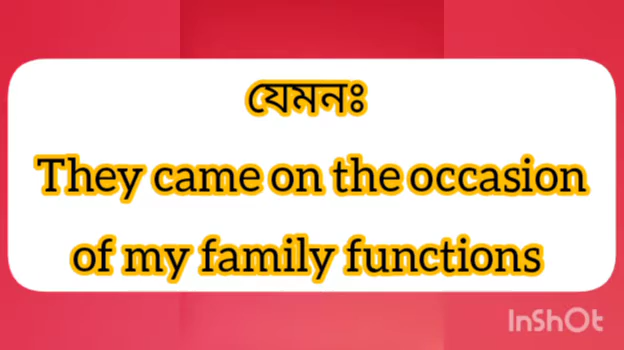 যেমনঃ
They came on the occasion
of my family functions
InShOt